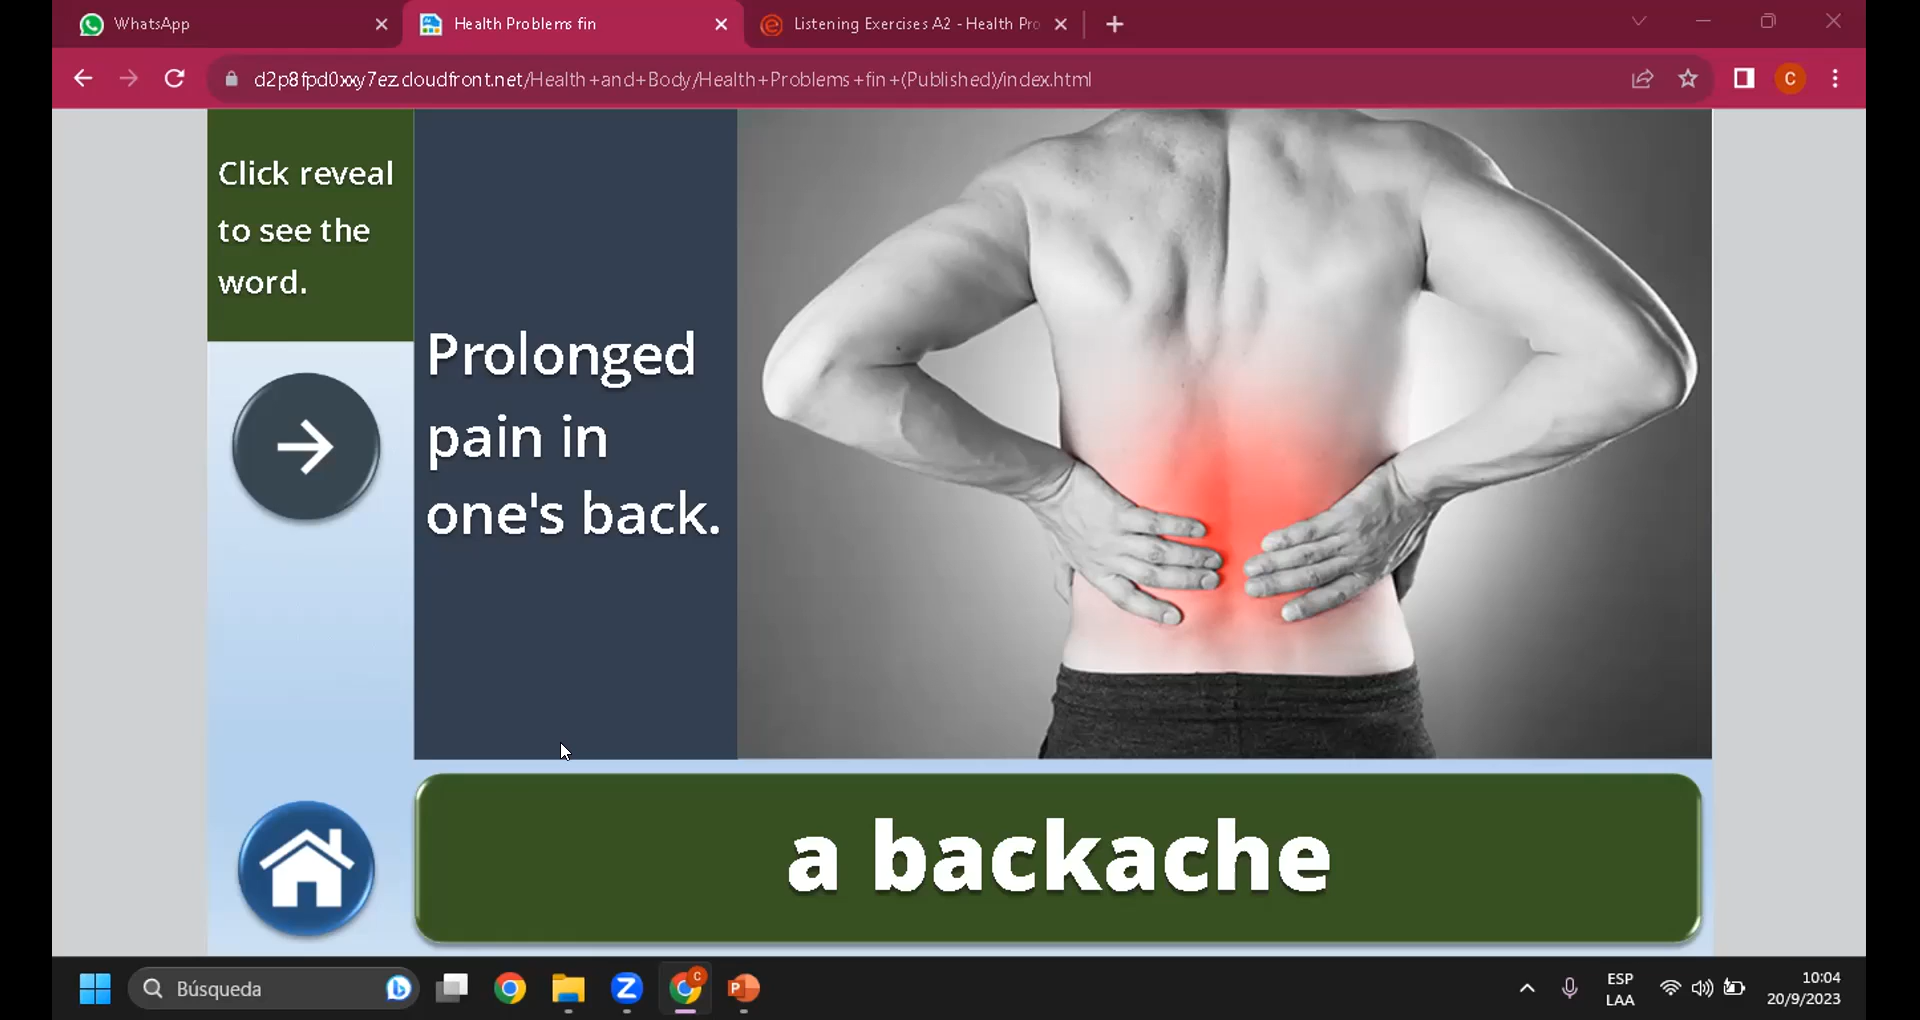 WhatsApp
Health Problems fin
Listening Exercises A2 - Health Pro
d2p8fpd0xxy7ez.cloudfront.net/Health+and+Body/Health+Problems+fin+(Published)/index.html
C
Click reveal
to see the
word.
Prolonged
pain in
one's back.
a backache
Búsqueda
C
P
ESP
LAA
10:04
20/9/2023